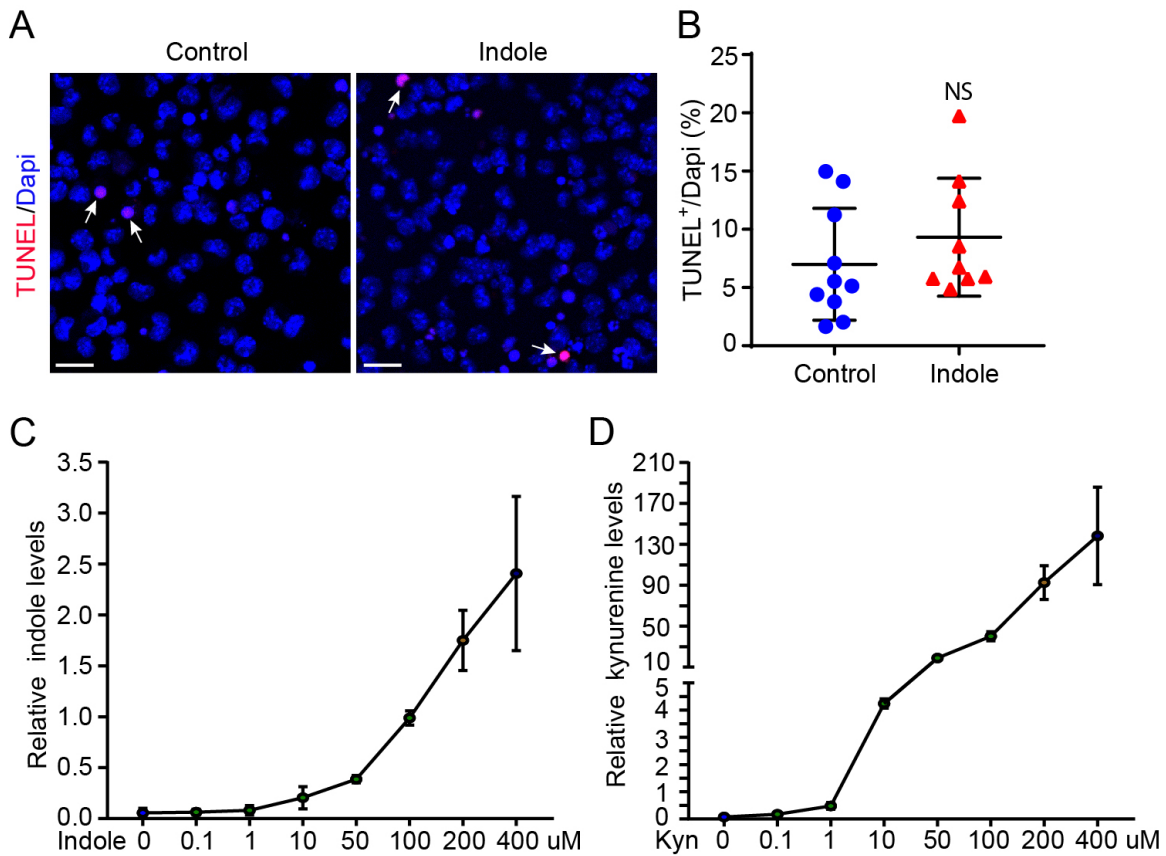 A
Control
Indole
TUNEL/Dapi
B
TUNEL⁺/Dapi (%)
25
20
15
10
5
0
NS
Control
Indole
C
Relative indole levels
3.5
3.0
2.5
2.0
1.5
1.0
0.5
0.0
Indole 0 0.1 1 10 50 100 200 400 uM
D
Relative kynurenine levels
210
170
130
90
50
10
5
4
3
2
1
0
Kyn 0 0.1 1 10 50 100 200 400 uM